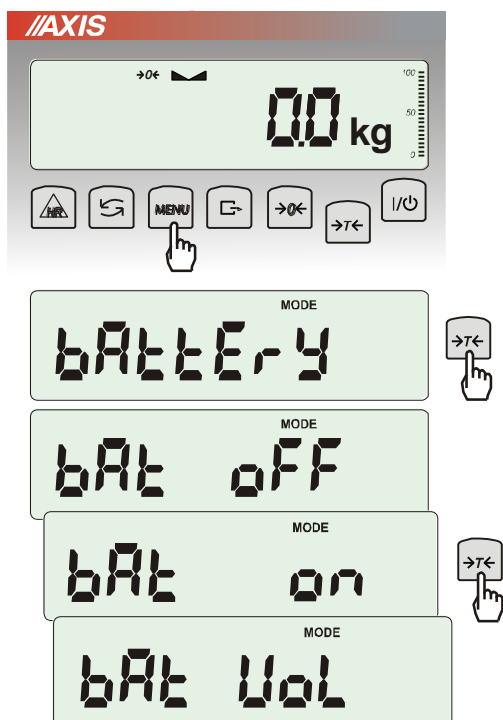 //AXIS
→0←
100
0.0 kg
50
0
HR MENU →0← →T← I/⏻
MODE
bAttErY →T←
MODE
bAt oFF
MODE
bAt on →T←
MODE
bAt UoL